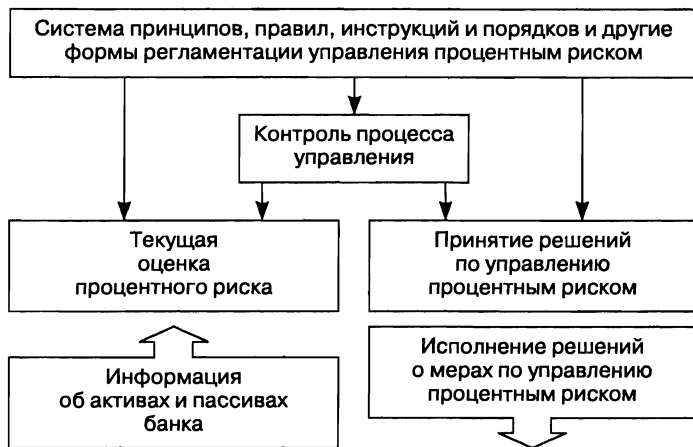 Система принципов, правил, инструкций и порядков и другие
формы регламентации управления процентным риском
Контроль процесса
управления
Текущая
оценка
процентного риска
Принятие решений
по управлению
процентным риском
Информация
об активах и пассивах
банка
Исполнение решений
о мерах по управлению
процентным риском